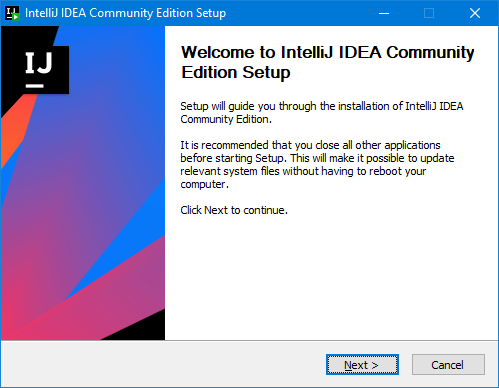 IntelliJ IDEA Community Edition Setup
IJ
Welcome to IntelliJ IDEA Community
Edition Setup
Setup will guide you through the installation of IntelliJ IDEA
Community Edition.
It is recommended that you close all other applications
before starting Setup. This will make it possible to update
relevant system files without having to reboot your
computer.
Click Next to continue.
Next >
Cancel